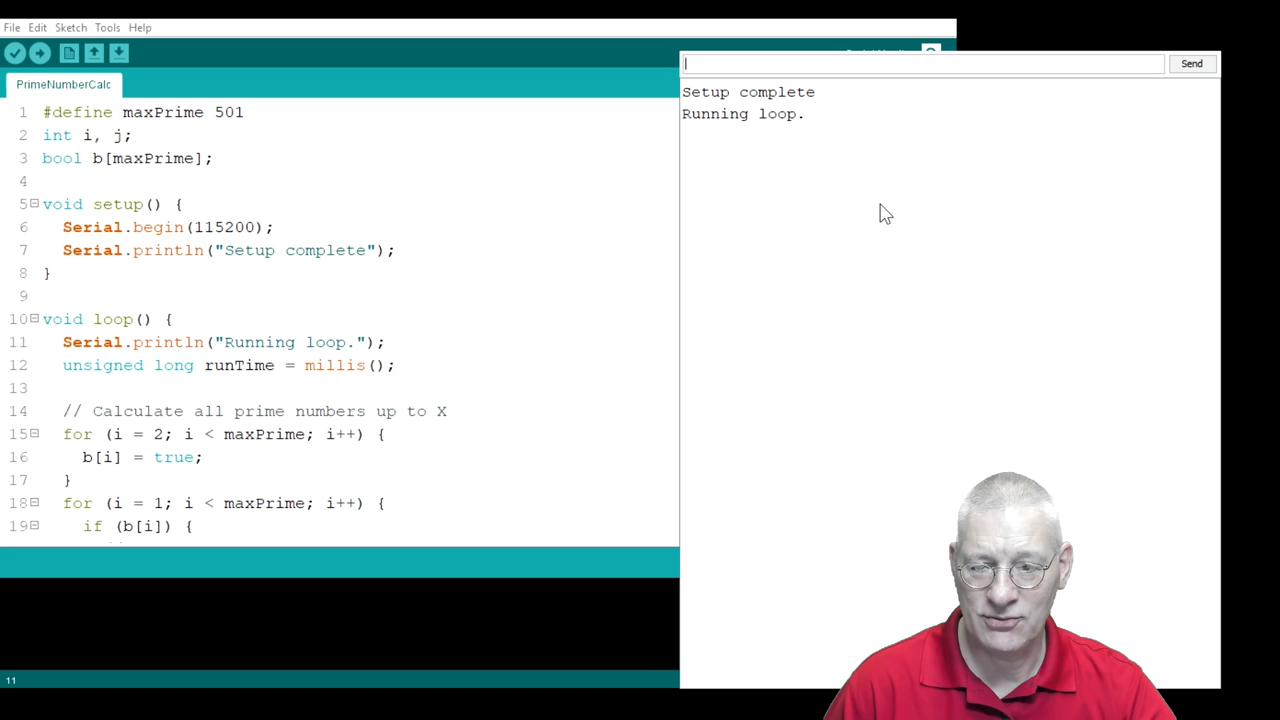 File Edit Sketch Tools Help
PrimeNumberCalc
1 #define maxPrime 501
2 int i, j;
3 bool b[maxPrime];
4
5 void setup() {
6 Serial.begin(115200);
7 Serial.println("Setup complete");
8 }
9
10 void loop() {
11 Serial.println("Running loop.");
12 unsigned long runTime = millis();
13
14 // Calculate all prime numbers up to X
15 for (i = 2; i < maxPrime; i++) {
16 b[i] = true;
17 }
18 for (i = 1; i < maxPrime; i++) {
19 if (b[i]) {
11
Send
Setup complete
Running loop.